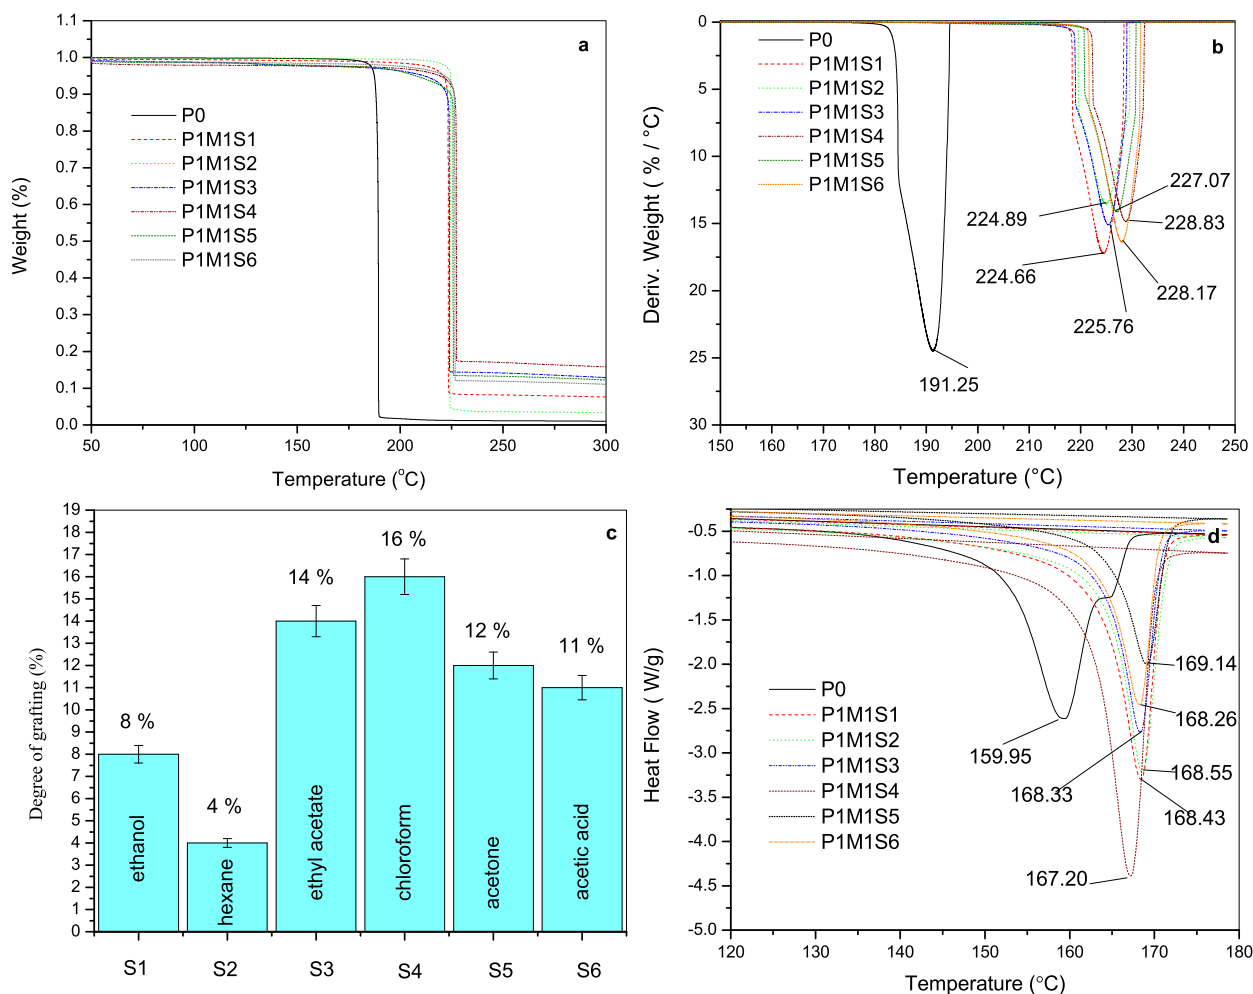 a
1.1
1.0
0.9
0.8
0.7
0.6
0.5
0.4
0.3
0.2
0.1
0.0
Weight (%)
P0
P1M1S1
P1M1S2
P1M1S3
P1M1S4
P1M1S5
P1M1S6
50 100 150 200 250 300
Temperature (°C)
b
0
5
10
15
20
25
30
Deriv. Weight ( % / °C)
P0
P1M1S1
P1M1S2
P1M1S3
P1M1S4
P1M1S5
P1M1S6
227.07
224.89
228.83
224.66
228.17
225.76
191.25
150 160 170 180 190 200 210 220 230 240 250
Temperature (°C)
c
19
18
17
16
15
14
13
12
11
10
9
8
7
6
5
4
3
2
1
0
Degree of grafting (%)
8 %
4 %
14 %
16 %
12 %
11 %
ethanol
hexane
ethyl acetate
chloroform
acetone
acetic acid
S1 S2 S3 S4 S5 S6
d
-0.5
-1.0
-1.5
-2.0
-2.5
-3.0
-3.5
-4.0
-4.5
-5.0
Heat Flow ( W/g)
P0
P1M1S1
P1M1S2
P1M1S3
P1M1S4
P1M1S5
P1M1S6
169.14
168.26
159.95
168.55
168.33
168.43
167.20
120 130 140 150 160 170 180
Temperature (°C)